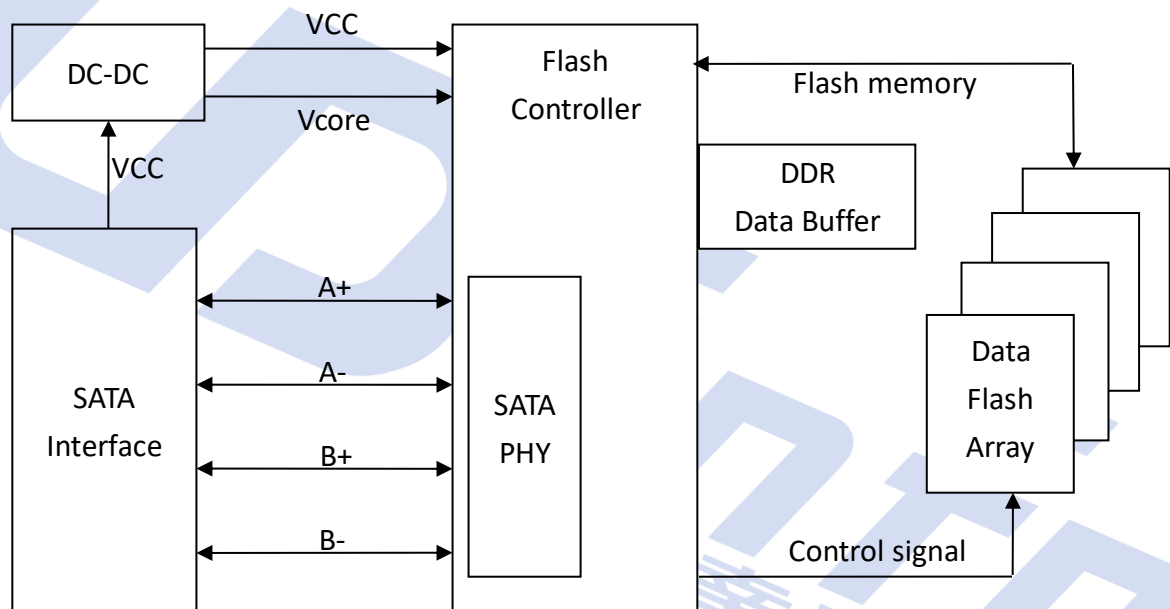 VCC
DC-DC
Flash
Controller
Flash memory
Vcore
VCC
DDR
Data Buffer
A+
A-
SATA
Interface
SATA
PHY
B+
B-
Data
Flash
Array
Control signal